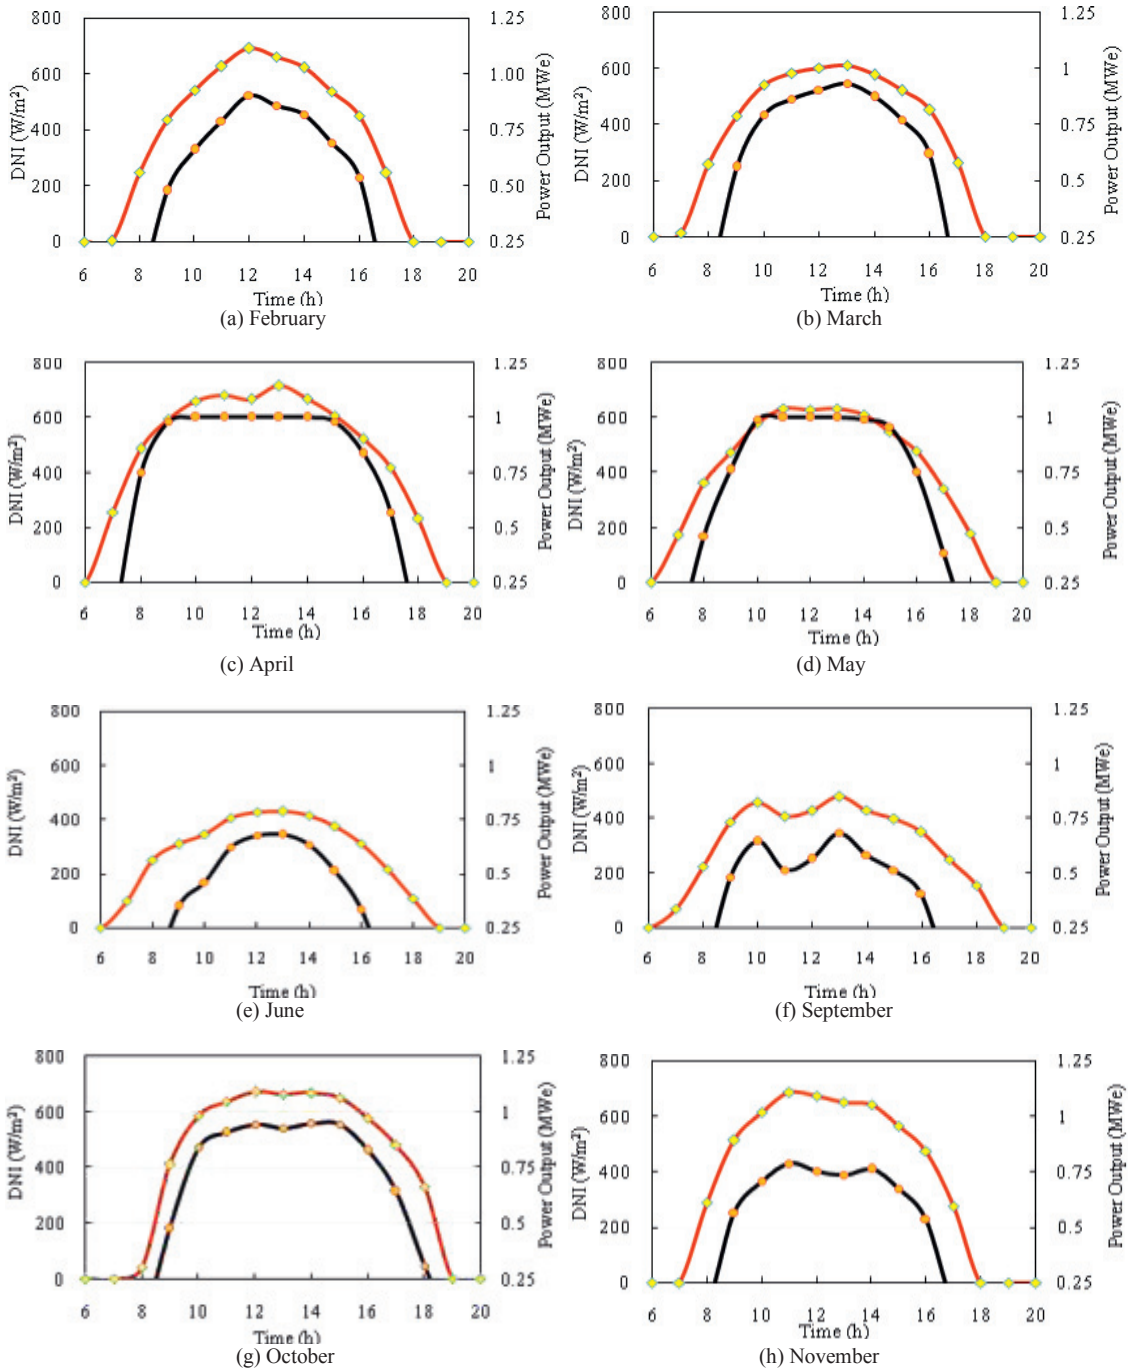 800 1.25 800 1.25
600 1.00 600 1
400 0.75 400 0.75
200 0.50 200 0.5
0 0.25 0 0.25
DNI (W/m²) Power Output (MWe) DNI (W/m²) Power Output (MWe)
6 8 10 12 14 16 18 20 6 8 10 12 14 16 18 20
Time (h) Time (h)
(a) February (b) March
800 1.25 800 1.25
600 1 600 1
400 0.75 400 0.75
200 0.5 200 0.5
0 0.25 0 0.25
DNI (W/m²) Power Output (MWe) DNI (W/m²) Power Output (MWe)
6 8 10 12 14 16 18 20 6 8 10 12 14 16 18 20
Time (h) Time (h)
(c) April (d) May
800 1.25 800 1.25
600 1 600 1
400 0.75 400 0.75
200 0.5 200 0.5
0 0.25 0 0.25
DNI (W/m²) Power Output (MWe) DNI (W/m²) Power Output (MWe)
6 8 10 12 14 16 18 20 6 8 10 12 14 16 18 20
Time (h) Time (h)
(e) June (f) September
800 1.25 800 1.25
600 1 600 1
400 0.75 400 0.75
200 0.5 200 0.5
0 0.25 0 0.25
DNI (W/m²) Power Output (MWe) DNI (W/m²) Power Output (MWe)
6 8 10 12 14 16 18 20 6 8 10 12 14 16 18 20
Time (h) Time (h)
(g) October (h) November